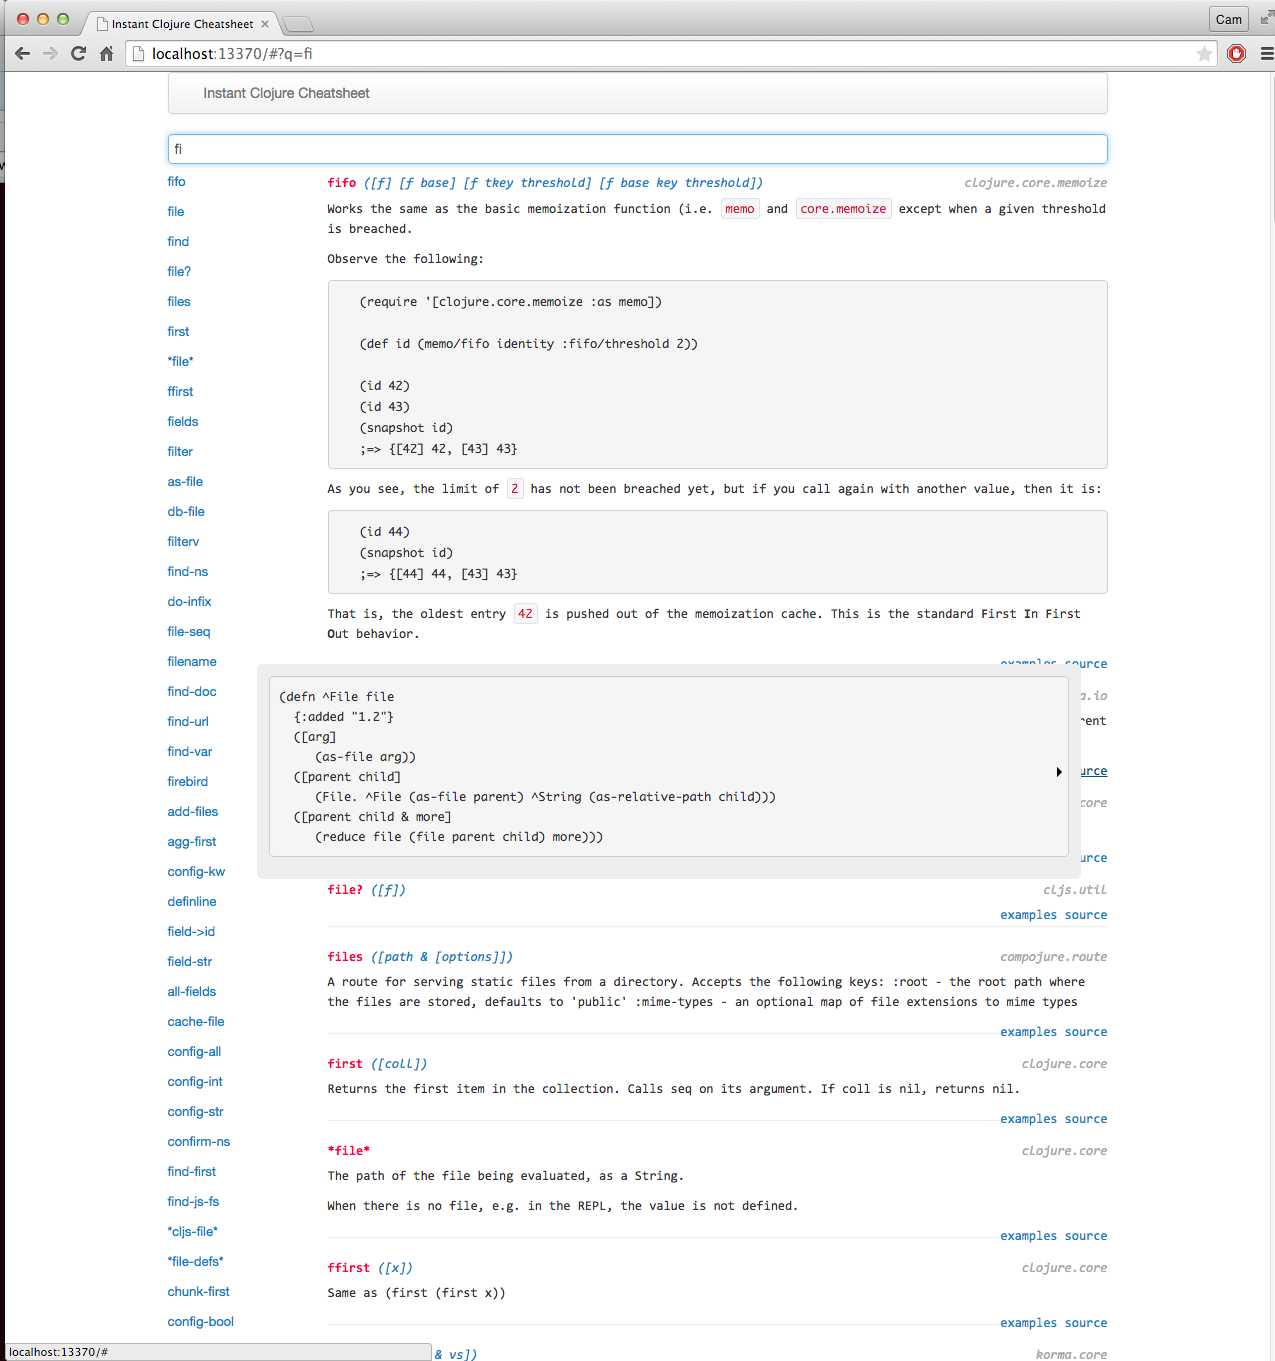 Instant Clojure Cheatsheet
Cam
localhost:13370/#?q=fi
Instant Clojure Cheatsheet
fi
fifo
file
find
file?
files
first
*file*
ffirst
fields
filter
as-file
db-file
filterv
find-ns
do-infix
file-seq
filename
find-doc
find-url
find-var
firebird
add-files
agg-first
config-kw
definline
field->id
field-str
all-fields
cache-file
config-all
config-int
config-str
confirm-ns
find-first
find-js-fs
*cljs-file*
*file-defs*
chunk-first
config-bool
fifo ([f] [f base] [f tkey threshold] [f base key threshold]) clojure.core.memoize
Works the same as the basic memoization function (i.e. memo and core.memoize except when a given threshold
is breached.
Observe the following:
(require '[clojure.core.memoize :as memo])
(def id (memo/fifo identity :fifo/threshold 2))
(id 42)
(id 43)
(snapshot id)
;=> {[42] 42, [43] 43}
As you see, the limit of 2 has not been breached yet, but if you call again with another value, then it is:
(id 44)
(snapshot id)
;=> {[44] 44, [43] 43}
That is, the oldest entry 42 is pushed out of the memoization cache. This is the standard First In First
Out behavior.
examples source
(defn ^File file
{:added "1.2"}
([arg]
(as-file arg))
([parent child]
(File. ^File (as-file parent) ^String (as-relative-path child)))
([parent child & more]
(reduce file (file parent child) more)))
a.io
rent
urce
core
urce
file? ([f]) cljs.util
examples source
files ([path & [options]]) compojure.route
A route for serving static files from a directory. Accepts the following keys: :root - the root path where
the files are stored, defaults to 'public' :mime-types - an optional map of file extensions to mime types
examples source
first ([coll]) clojure.core
Returns the first item in the collection. Calls seq on its argument. If coll is nil, returns nil.
examples source
*file* clojure.core
The path of the file being evaluated, as a String.
When there is no file, e.g. in the REPL, the value is not defined.
examples source
ffirst ([x]) clojure.core
Same as (first (first x))
examples source
& vs]) korma.core
localhost:13370/#